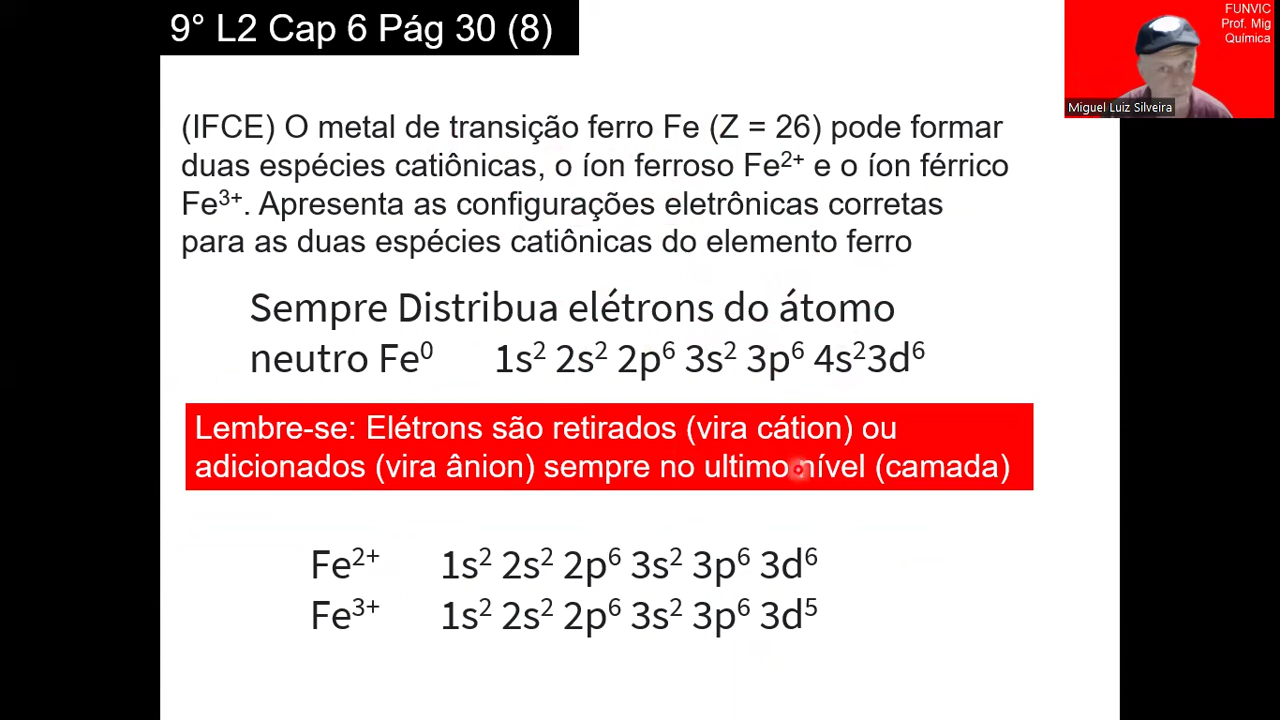 9° L2 Cap 6 Pág 30 (8)
FUNVIC
Prof. Mig
Química
Miguel Luiz Silveira
(IFCE) O metal de transição ferro Fe (Z = 26) pode formar
duas espécies catiônicas, o íon ferroso Fe²⁺ e o íon férrico
Fe³⁺. Apresenta as configurações eletrônicas corretas
para as duas espécies catiônicas do elemento ferro
Sempre Distribua elétrons do átomo
neutro Fe⁰ 1s² 2s² 2p⁶ 3s² 3p⁶ 4s²3d⁶
Lembre-se: Elétrons são retirados (vira cátion) ou
adicionados (vira ânion) sempre no ultimo nível (camada)
Fe²⁺ 1s² 2s² 2p⁶ 3s² 3p⁶ 3d⁶
Fe³⁺ 1s² 2s² 2p⁶ 3s² 3p⁶ 3d⁵